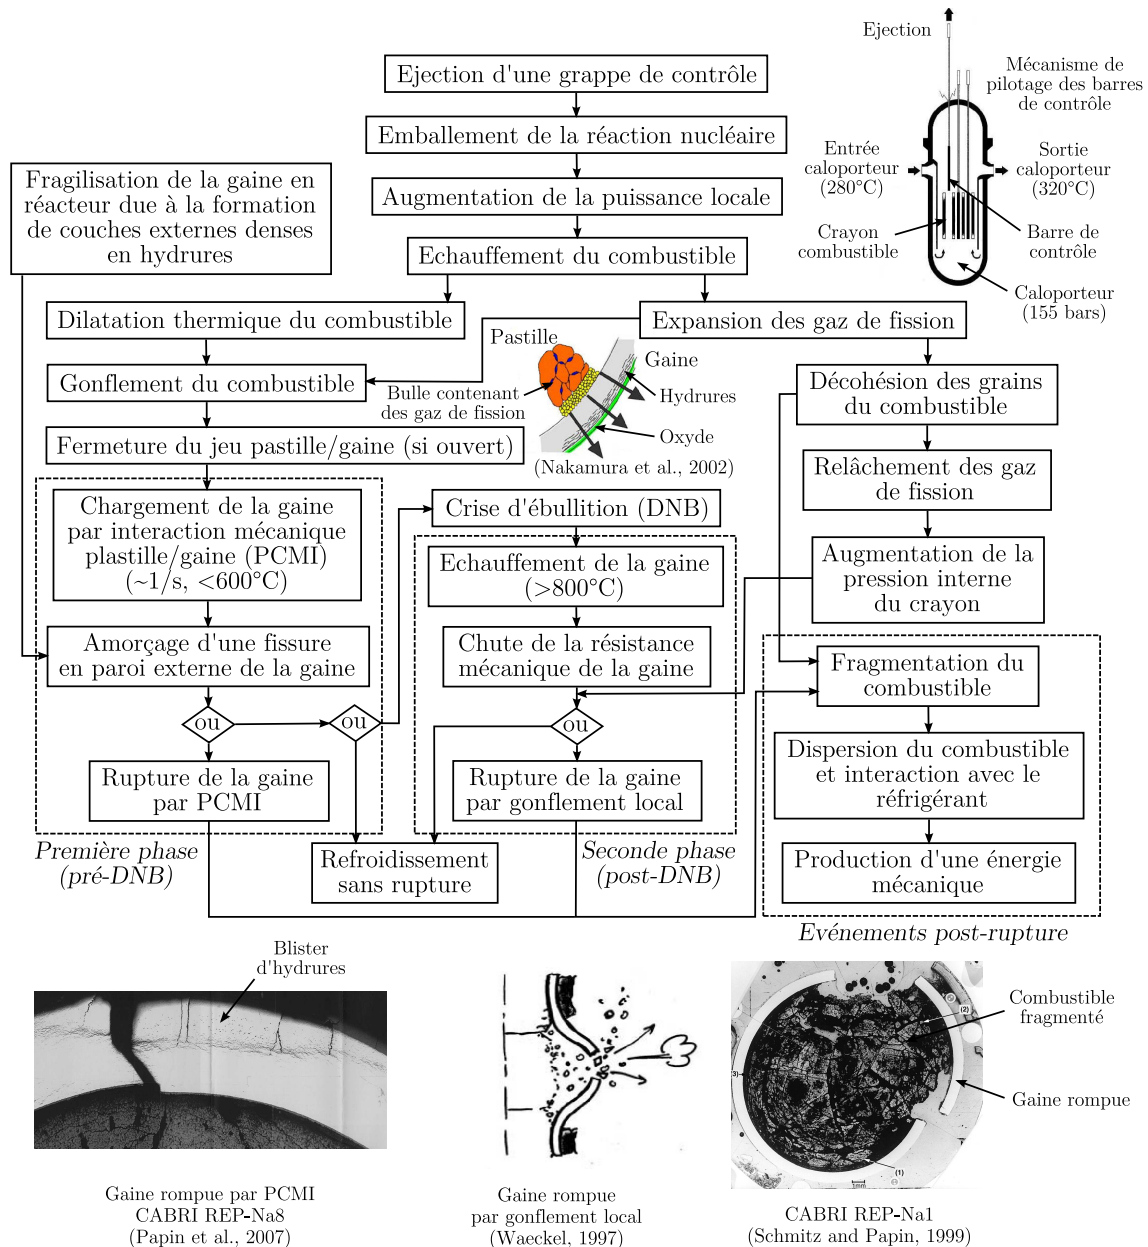 Ejection
Ejection d'une grappe de contrôle
Mécanisme de
pilotage des barres
de contrôle
Emballement de la réaction nucléaire
Entrée
caloporteur
(280°C)
Sortie
caloporteur
(320°C)
Fragilisation de la gaine en
réacteur due à la formation
de couches externes denses
en hydrures
Augmentation de la puissance locale
Echauffement du combustible
Crayon
combustible
Barre de
contrôle
Caloporteur
(155 bars)
Dilatation thermique du combustible
Expansion des gaz de fission
Pastille
Gaine
Bulle contenant
des gaz de fission
Hydrures
Oxyde
(Nakamura et al., 2002)
Gonflement du combustible
Décohésion des grains
du combustible
Fermeture du jeu pastille/gaine (si ouvert)
Relâchement des gaz
de fission
Chargement de la gaine
par interaction mécanique
plastille/gaine (PCMI)
(~1/s, <600°C)
Crise d'ébullition (DNB)
Echauffement de la gaine
(>800°C)
Augmentation de la
pression interne
du crayon
Amorçage d'une fissure
en paroi externe de la gaine
Chute de la résistance
mécanique de la gaine
Fragmentation du
combustible
ou
ou
ou
Rupture de la gaine
par PCMI
Rupture de la gaine
par gonflement local
Dispersion du combustible
et interaction avec le
réfrigérant
Première phase
(pré-DNB)
Refroidissement
sans rupture
Seconde phase
(post-DNB)
Production d'une énergie
mécanique
Evénements post-rupture
Blister
d'hydrures
Combustible
fragmenté
Gaine rompue
(2)
(3)
(1)
1mm
Gaine rompue par PCMI
CABRI REP-Na8
(Papin et al., 2007)
Gaine rompue
par gonflement local
(Waeckel, 1997)
CABRI REP-Na1
(Schmitz and Papin, 1999)